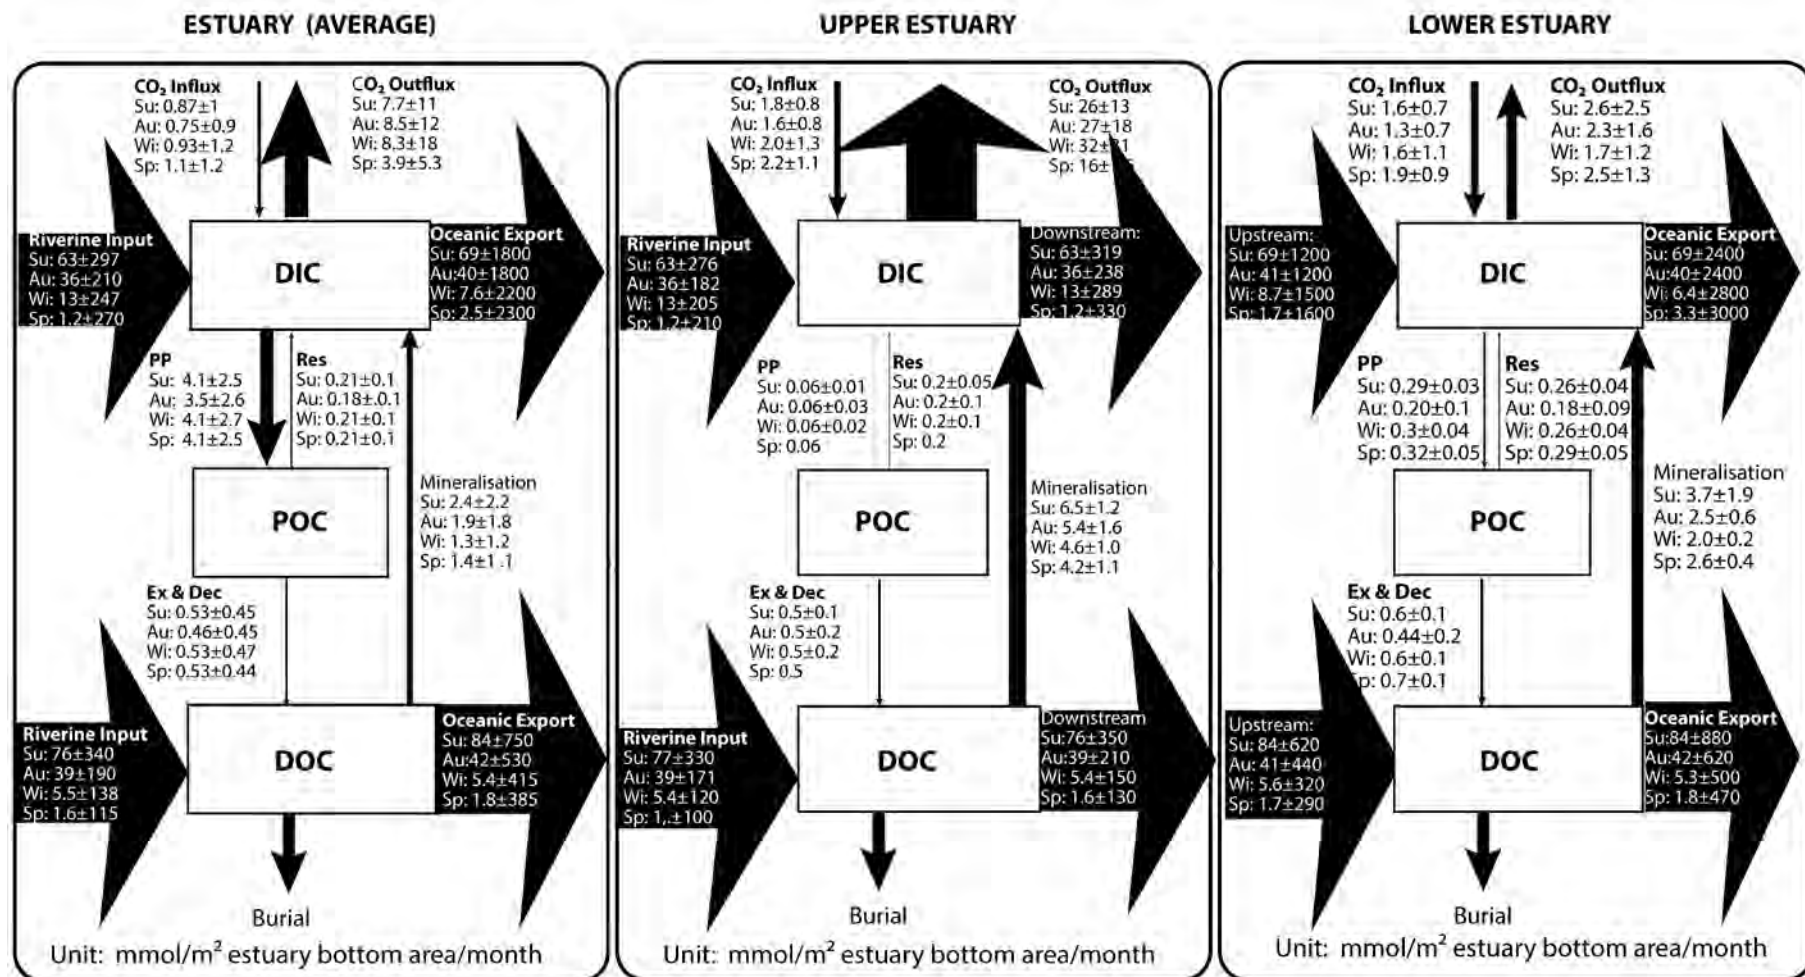 ESTUARY (AVERAGE)
CO₂ Influx
Su: 0.87±1
Au: 0.75±0.9
Wi: 0.93±1.2
Sp: 1.1±1.2
CO₂ Outflux
Su: 7.7±11
Au: 8.5±12
Wi: 8.3±18
Sp: 3.9±5.3
Riverine Input
Su: 63±297
Au: 36±210
Wi: 13±247
Sp: 1.2±270
DIC
Oceanic Export
Su: 69±1800
Au:40±1800
Wi: 7.6±2200
Sp: 2.5±2300
PP
Su: 4.1±2.5
Au: 3.5±2.6
Wi: 4.1±2.7
Sp: 4.1±2.5
Res
Su: 0.21±0.1
Au: 0.18±0.1
Wi: 0.21±0.1
Sp: 0.21±0.1
POC
Mineralisation
Su: 2.4±2.2
Au: 1.9±1.8
Wi: 1.3±1.2
Sp: 1.4±1.1
Ex & Dec
Su: 0.53±0.45
Au: 0.46±0.45
Wi: 0.53±0.47
Sp: 0.53±0.44
Riverine Input
Su: 76±340
Au: 39±190
Wi: 5.5±138
Sp: 1.6±115
DOC
Oceanic Export
Su: 84±750
Au:42±530
Wi: 5.4±415
Sp: 1.8±385
Burial
Unit: mmol/m² estuary bottom area/month
UPPER ESTUARY
CO₂ Influx
Su: 1.8±0.8
Au: 1.6±0.8
Wi: 2.0±1.3
Sp: 2.2±1.1
CO₂ Outflux
Su: 26±13
Au: 27±18
Wi: 32±
Sp: 16±
Riverine Input
Su: 63±276
Au: 36±182
Wi: 13±205
Sp: 1.2±210
DIC
Downstream:
Su: 63±319
Au: 36±238
Wi: 13±289
Sp: 1.2±330
PP
Su: 0.06±0.01
Au: 0.06±0.03
Wi: 0.06±0.02
Sp: 0.06
Res
Su: 0.2±0.05
Au: 0.2±0.1
Wi: 0.2±0.1
Sp: 0.2
POC
Mineralisation
Su: 6.5±1.2
Au: 5.4±1.6
Wi: 4.6±1.0
Sp: 4.2±1.1
Ex & Dec
Su: 0.5±0.1
Au: 0.5±0.2
Wi: 0.5±0.2
Sp: 0.5
Riverine Input
Su: 77±330
Au: 39±171
Wi: 5.4±120
Sp: 1,.±100
DOC
Downstream
Su:76±350
Au:39±210
Wi: 5.4±150
Sp: 1.6±130
Burial
Unit: mmol/m² estuary bottom area/month
LOWER ESTUARY
CO₂ Influx
Su: 1.6±0.7
Au: 1.3±0.7
Wi: 1.6±1.1
Sp: 1.9±0.9
CO₂ Outflux
Su: 2.6±2.5
Au: 2.3±1.6
Wi: 1.7±1.2
Sp: 2.5±1.3
Upstream:
Su: 69±1200
Au: 41±1200
Wi: 8.7±1500
Sp: 1.7±1600
DIC
Oceanic Export
Su: 69±2400
Au:40±2400
Wi: 6.4±2800
Sp: 3.3±3000
PP
Su: 0.29±0.03
Au: 0.20±0.1
Wi: 0.3±0.04
Sp: 0.32±0.05
Res
Su: 0.26±0.04
Au: 0.18±0.09
Wi: 0.26±0.04
Sp: 0.29±0.05
POC
Mineralisation
Su: 3.7±1.9
Au: 2.5±0.6
Wi: 2.0±0.2
Sp: 2.6±0.4
Ex & Dec
Su: 0.6±0.1
Au: 0.44±0.2
Wi: 0.6±0.1
Sp: 0.7±0.1
Upstream:
Su: 84±620
Au: 41±440
Wi: 5.6±320
Sp: 1.7±290
DOC
Oceanic Export
Su:84±880
Au:42±620
Wi: 5.3±500
Sp: 1.8±470
Burial
Unit: mmol/m² estuary bottom area/month